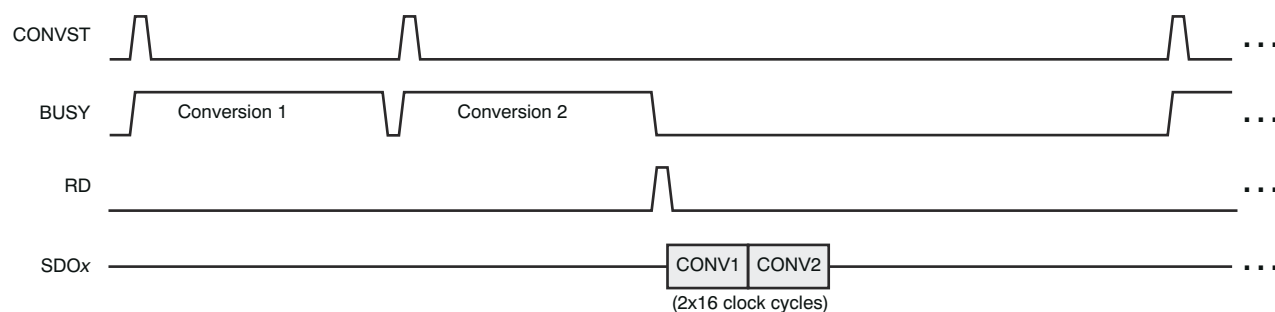 CONVST
...
BUSY
Conversion 1
Conversion 2
...
RD
...
SDOx
CONV1
CONV2
...
(2x16 clock cycles)